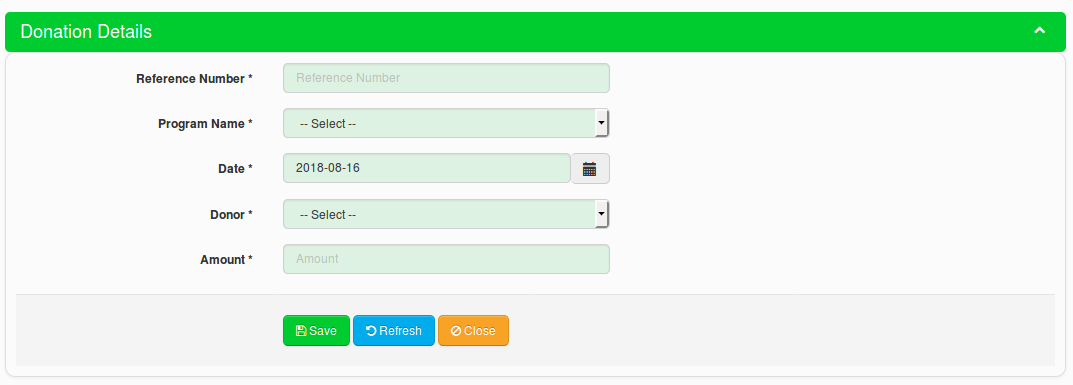 Donation Details
Reference Number * Reference Number
Program Name * -- Select --
Date * 2018-08-16
Donor * -- Select --
Amount * Amount
Save Refresh Close